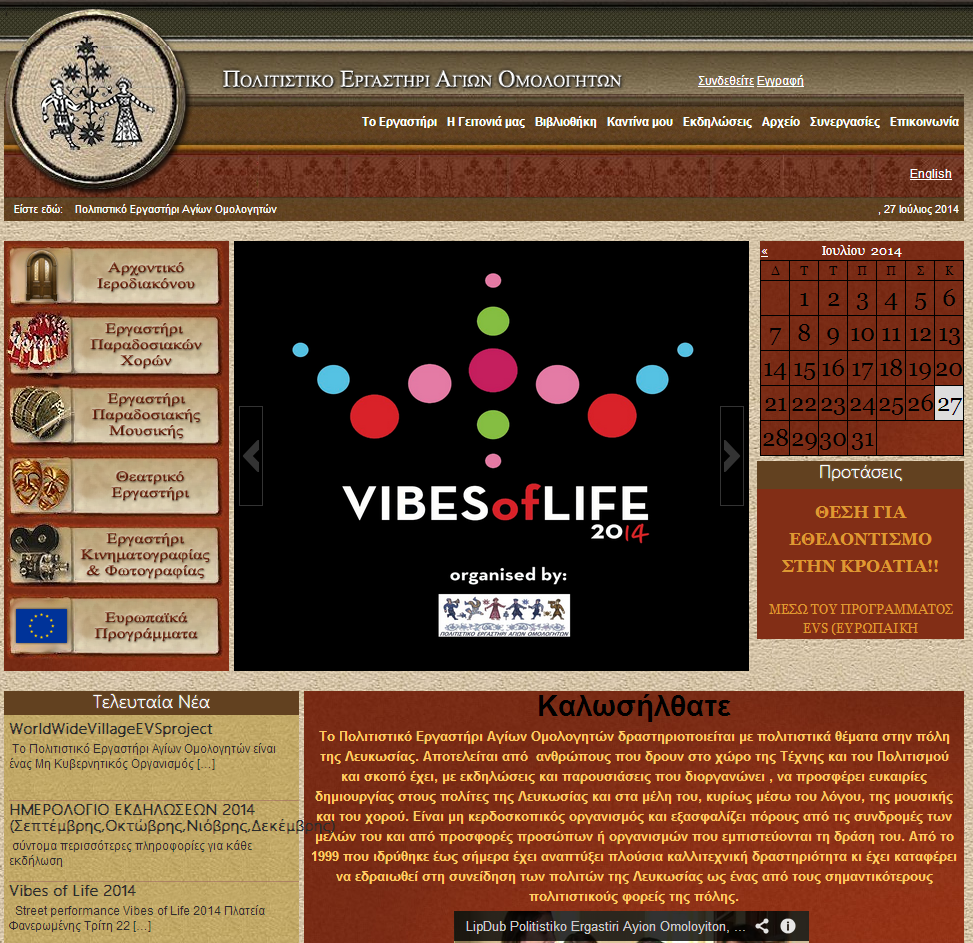 Πολιτιστικο Εργαστηρι Αγιων Ομολογητων
Συνδεθείτε Εγγραφή
Το Εργαστήρι Η Γειτονιά μας Βιβλιοθήκη Καντίνα μου Εκδηλώσεις Αρχείο Συνεργασίες Επικοινωνία
English
Είστε εδώ: Πολιτιστικό Εργαστήρι Αγίων Ομολογητών
, 27 Ιούλιος 2014
Αρχοντικό
Ιεροδιακόνου
Εργαστήρι
Παραδοσιακών
Χορών
Εργαστήρι
Παραδοσιακής
Μουσικής
Θεατρικό
Εργαστήρι
Εργαστήρι
Κινηματογραφίας
& Φωτογραφίας
Ευρωπαϊκά
Προγράμματα
VIBESofLIFE
2014
organised by:
ΠΟΛΙΤΙΣΤΙΚΟ ΕΡΓΑΣΤΗΡΙ ΑΓΙΩΝ ΟΜΟΛΟΓΗΤΩΝ
« Ιουλίου 2014
Δ Τ Τ Π Π Σ Κ
1 2 3 4 5 6
7 8 9 10 11 12 13
14 15 16 17 18 19 20
21 22 23 24 25 26 27
28 29 30 31
Προτάσεις
ΘΕΣΗ ΓΙΑ
ΕΘΕΛΟΝΤΙΣΜΟ
ΣΤΗΝ ΚΡΟΑΤΙΑ!!
ΜΕΣΩ ΤΟΥ ΠΡΟΓΡΑΜΜΑΤΟΣ
EVS (ΕΥΡΩΠΑΙΚΗ
Τελευταία Νέα
WorldWideVillageEVSproject
Το Πολιτιστικό Εργαστήρι Αγίων Ομολογητών είναι
ένας Μη Κυβερνητικός Οργανισμός [...]
ΗΜΕΡΟΛΟΓΙΟ ΕΚΔΗΛΩΣΕΩΝ 2014
(Σεπτέμβρης,Οκτώβρης,Νιόβρης,Δεκέμβρης)
σύντομα περισσότερες πληροφορίες για κάθε
εκδήλωση
Vibes of Life 2014
Street performance Vibes of Life 2014 Πλατεία
Φανερωμένης Τρίτη 22 [...]
Καλωσήλθατε
Το Πολιτιστικό Εργαστήρι Αγίων Ομολογητών δραστηριοποιείται με πολιτιστικά θέματα στην πόλη
της Λευκωσίας. Αποτελείται από ανθρώπους που δρουν στο χώρο της Τέχνης και του Πολιτισμού
και σκοπό έχει, με εκδηλώσεις και παρουσιάσεις που διοργανώνει , να προσφέρει ευκαιρίες
δημιουργίας στους πολίτες της Λευκωσίας και στα μέλη του, κυρίως μέσω του λόγου, της μουσικής
και του χορού. Είναι μη κερδοσκοπικός οργανισμός και εξασφαλίζει πόρους από τις συνδρομές των
μελών του και από προσφορές προσώπων ή οργανισμών που εμπιστεύονται τη δράση του. Από το
1999 που ιδρύθηκε έως σήμερα έχει αναπτύξει πλούσια καλλιτεχνική δραστηριότητα κι έχει καταφέρει
να εδραιωθεί στη συνείδηση των πολιτών της Λευκωσίας ως ένας από τους σημαντικότερους
πολιτιστικούς φορείς της πόλης.
LipDub Politistiko Ergastiri Ayion Omoloyiton, ...